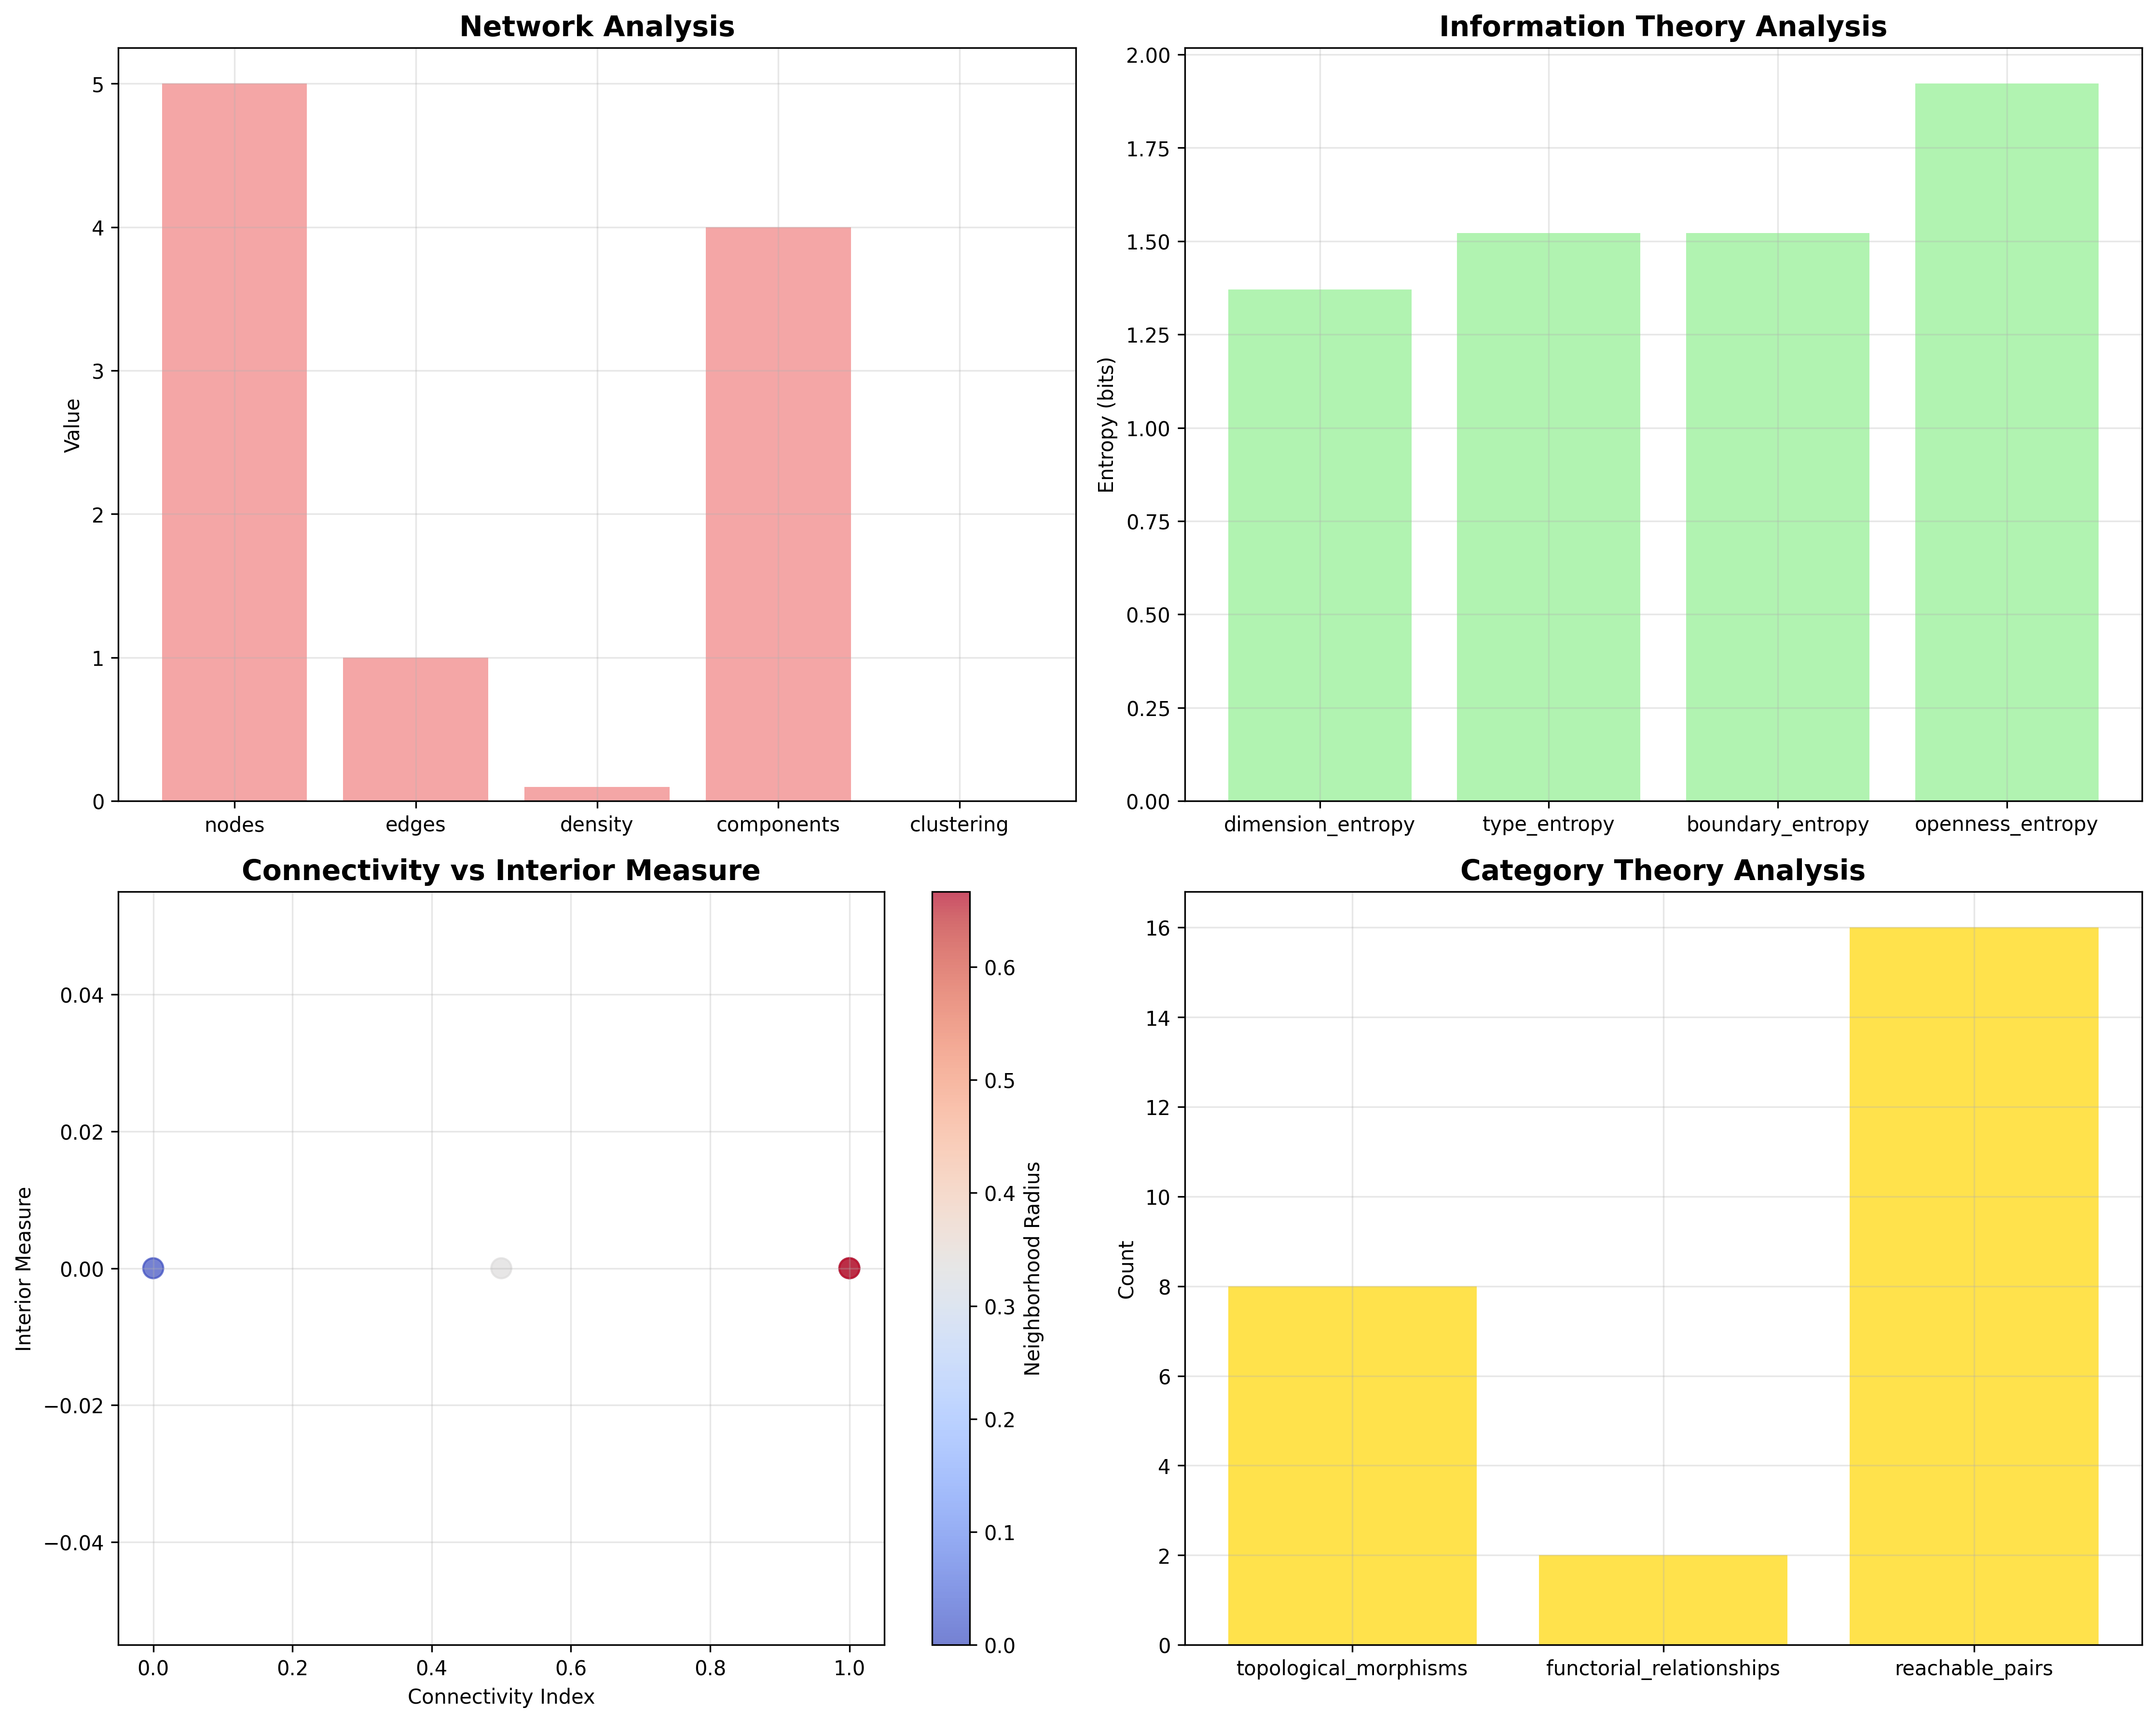 Network Analysis
5
4
3
2
1
0
Value
nodes edges density components clustering
Information Theory Analysis
2.00
1.75
1.50
1.25
1.00
0.75
0.50
0.25
0.00
Entropy (bits)
dimension_entropy type_entropy boundary_entropy openness_entropy
Connectivity vs Interior Measure
0.04
0.02
0.00
−0.02
−0.04
Interior Measure
0.0 0.2 0.4 0.6 0.8 1.0
Connectivity Index
0.6
0.5
0.4
0.3
0.2
0.1
0.0
Neighborhood Radius
Category Theory Analysis
16
14
12
10
8
6
4
2
0
Count
topological_morphisms functorial_relationships reachable_pairs